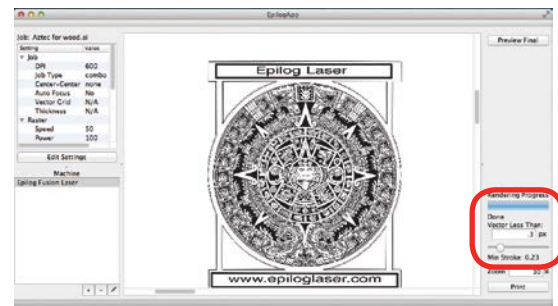 EpilogApp
Job: Aztec for wood.ai
Setting Value
Job
DPI 600
Job Type combo
Center-Center none
Auto Focus No
Vector Grid N/A
Thickness N/A
Raster
Speed 50
Power 100
Edit Settings
Machine
Epilog Fusion Laser
Epilog Laser
www.epiloglaser.com
Preview Final
Rendering Progress
Done
Vector Less Than:
3 px
Min Stroke: 0.23
Zoom
Print